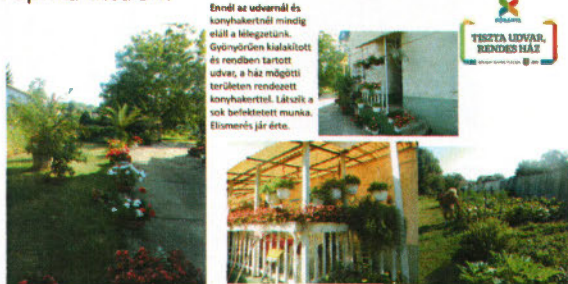 Ennél az udvarnál és
konyhakertnél mindig
eláll a lélegzetünk.
Gyönyörűen kialakított
és rendben tartott
udvar, a ház mögötti
területen rendezett
konyhakerttel. Látszik a
sok befektetett munka.
Elismerés jár érte.
TISZTA UDVAR,
RENDES HÁZ